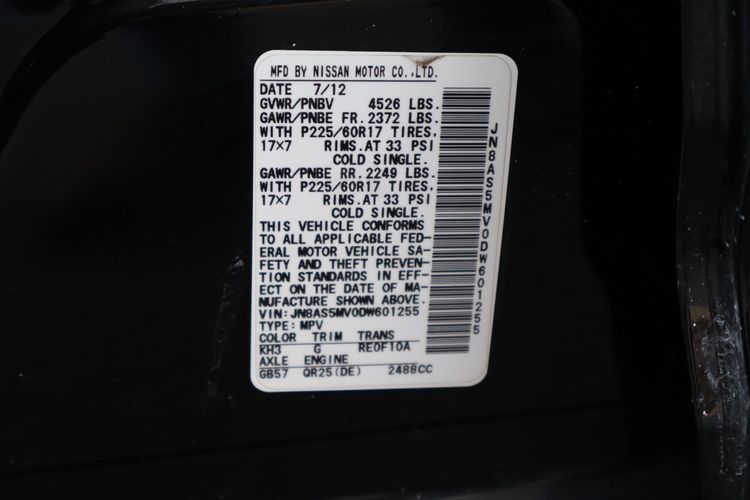 MFD BY NISSAN MOTOR CO.,LTD.
DATE 7/12
GVWR/PNBV 4526 LBS.
GAWR/PNBE FR. 2372 LBS.
WITH P225/60R17 TIRES,
17×7 RIMS. AT 33 PSI
COLD SINGLE.
GAWR/PNBE RR. 2249 LBS.
WITH P225/60R17 TIRES,
17×7 RIMS. AT 33 PSI
COLD SINGLE.
THIS VEHICLE CONFORMS
TO ALL APPLICABLE FED-
ERAL MOTOR VEHICLE SA-
FETY AND THEFT PREVEN-
TION STANDARDS IN EFF-
ECT ON THE DATE OF MA-
NUFACTURE SHOWN ABOVE.
VIN: JN8AS5MV0DW601255
TYPE: MPV
COLOR TRIM TRANS
KH3 G RE0F10A
AXLE ENGINE
GB57 QR25(DE) 2488CC
JN8AS5MV0DW601255